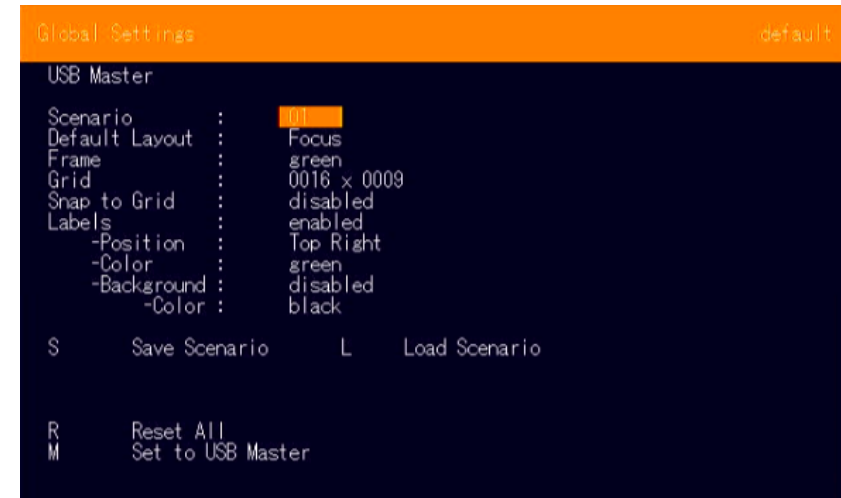 Global Settings default
USB Master
Scenario : 01
Default Layout : Focus
Frame : green
Grid : 0016 x 0009
Snap to Grid : disabled
Labels : enabled
-Position : Top Right
-Color : green
-Background : disabled
-Color : black
S Save Scenario L Load Scenario
R Reset All
M Set to USB Master